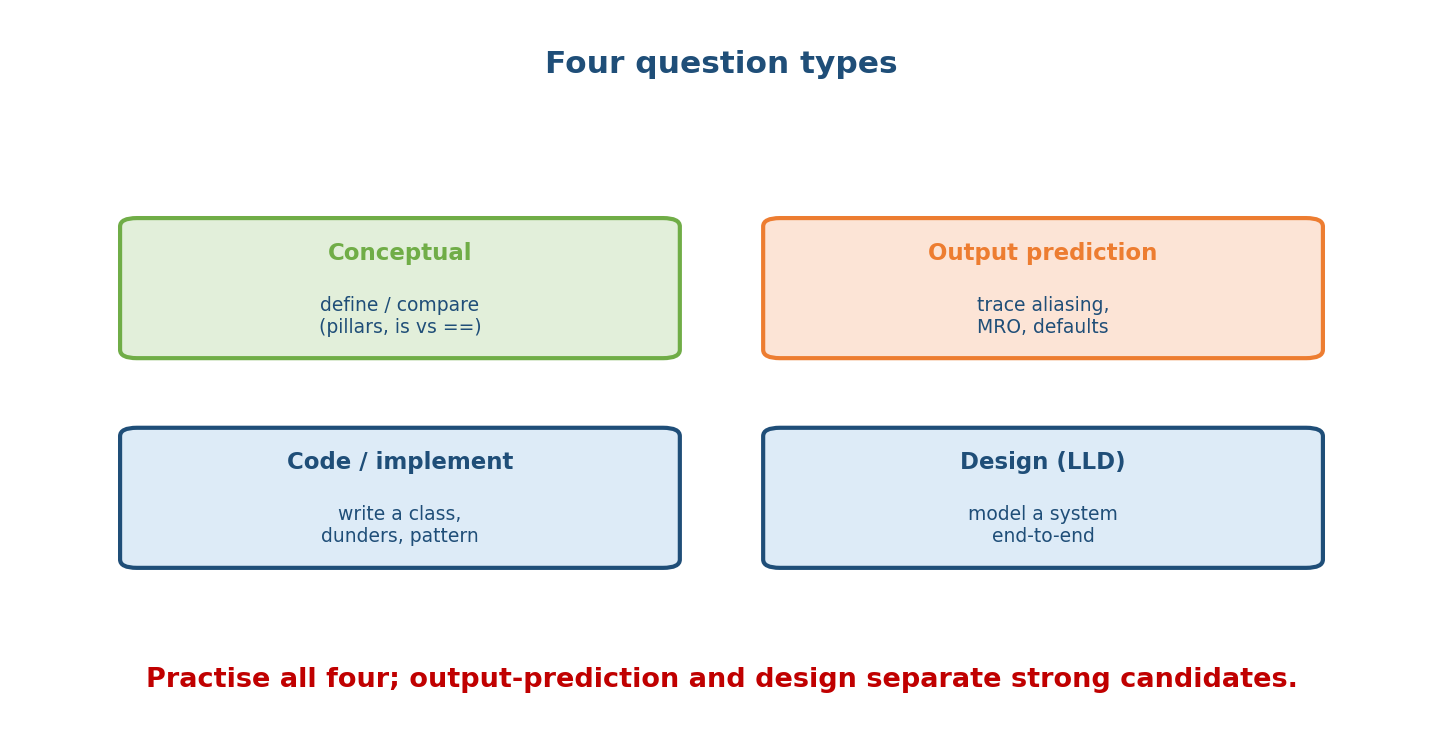 Four question types
Conceptual
define / compare
(pillars, is vs ==)
Output prediction
trace aliasing,
MRO, defaults
Code / implement
write a class,
dunders, pattern
Design (LLD)
model a system
end-to-end
Practise all four; output-prediction and design separate strong candidates.